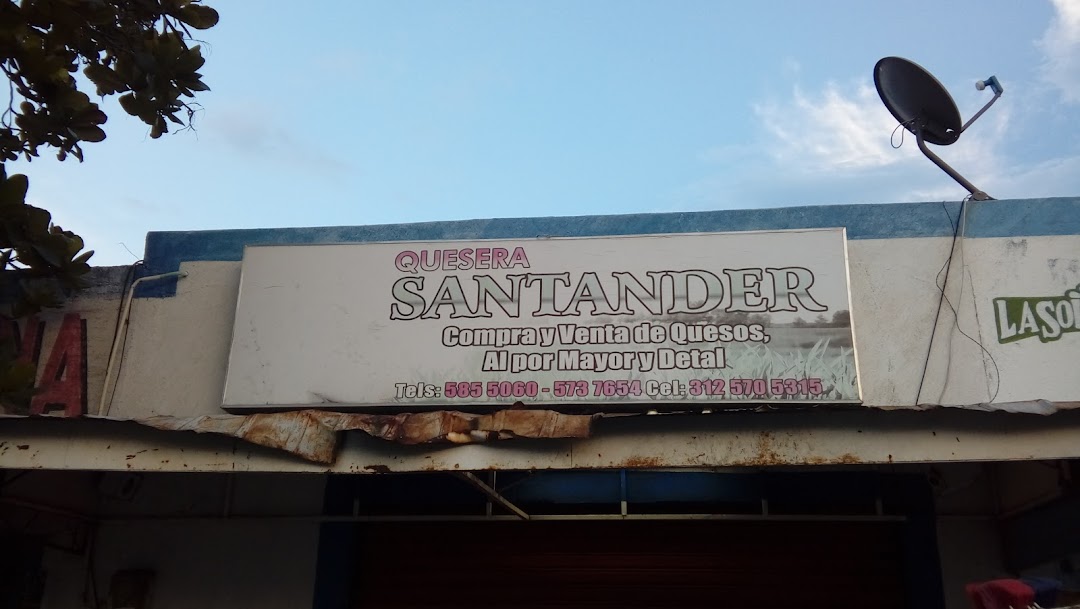 QUESERA
SANTANDER
Compra y Venta de Quesos,
Al por Mayor y Detal
Tels: 585 5060 - 573 7654 Cel: 312 570 5315